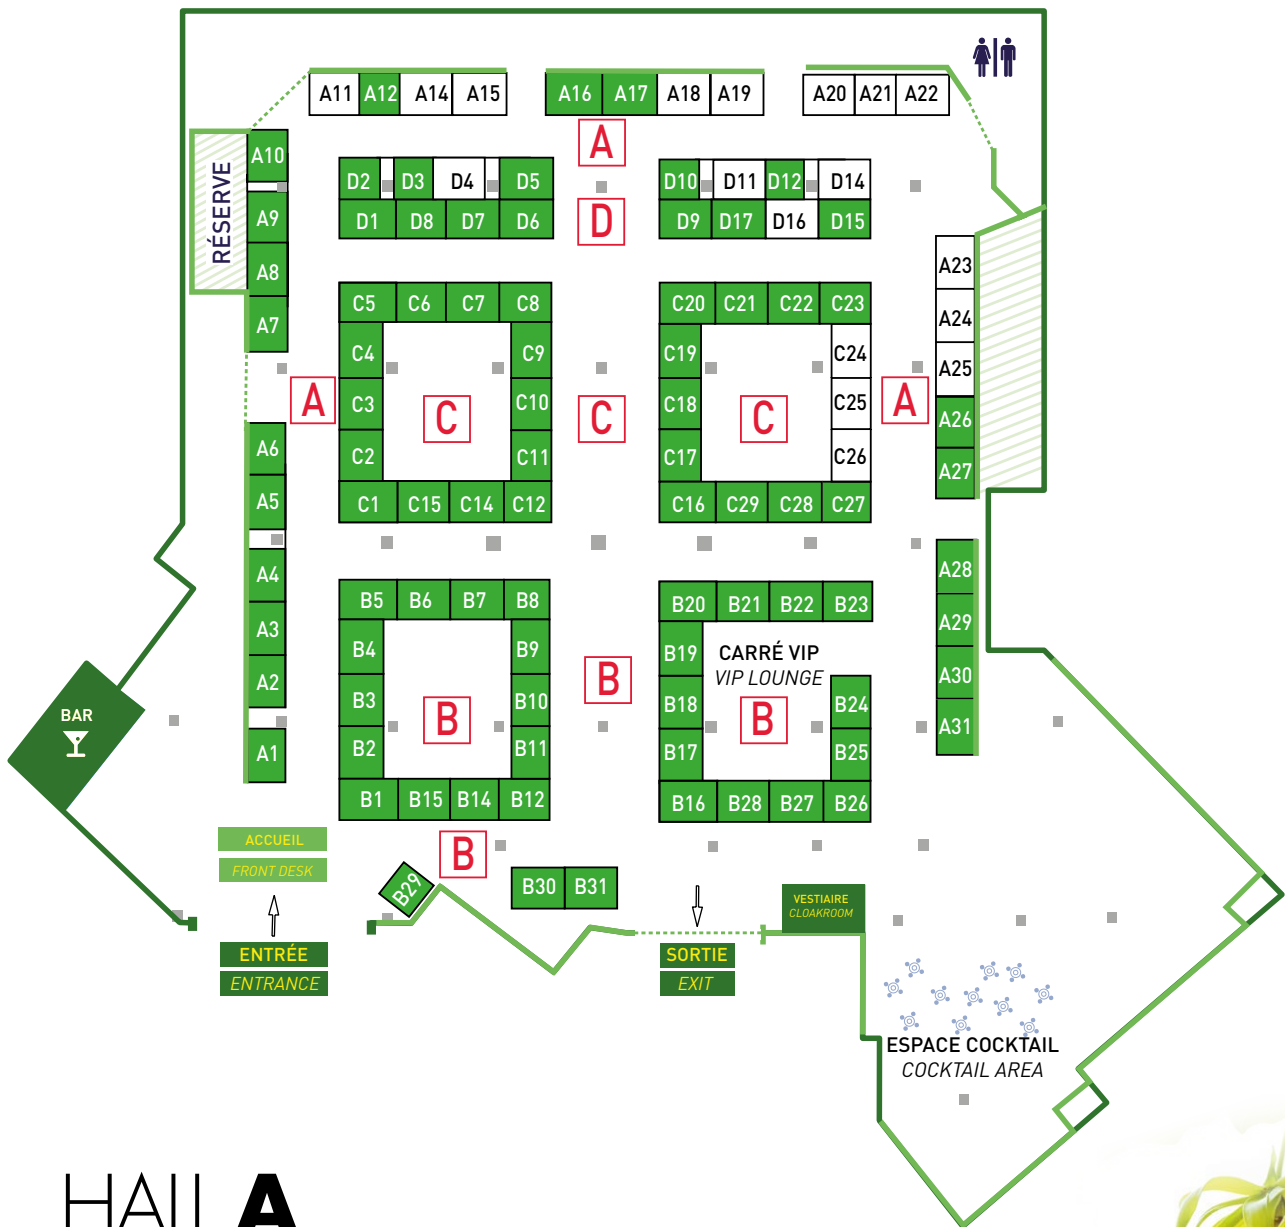 A11 A12 A14 A15 A16 A17 A18 A19 A20 A21 A22
A
A10
RÉSERVE
D2 D3 D4 D5 D10 D11 D12 D14
D1 D8 D7 D6 D9 D17 D16 D15
D
A9
A8
A7
A23
A24
A25
A26
A27
C5 C6 C7 C8 C20 C21 C22 C23
C4 C9 C19 C24
C3 C10 C18 C25
A C C C A
C2 C11 C17 C26
C1 C15 C14 C12 C16 C29 C28 C27
A6
A5
A4
A3
A2
A1
A28
A29
A30
A31
B5 B6 B7 B8 B20 B21 B22 B23
B4 B9 B19
CARRÉ VIP
VIP LOUNGE
B3 B10 B18 B24
B B B
B2 B11 B17 B25
B1 B15 B14 B12 B16 B28 B27 B26
BAR
ACCUEIL
FRONT DESK
B
B29 B30 B31
VESTIAIRE
CLOAKROOM
ENTRÉE
ENTRANCE
SORTIE
EXIT
ESPACE COCKTAIL
COCKTAIL AREA
HALL A